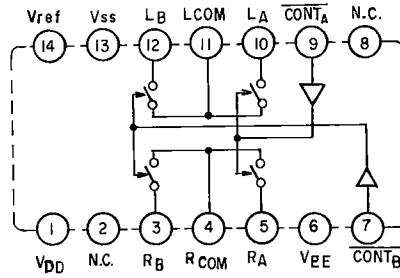 Vref Vss LB LCOM LA CONTA N.C.
14 13 12 11 10 9 8
1 2 3 4 5 6 7
VDD N.C. RB RCOM RA VEE CONTB